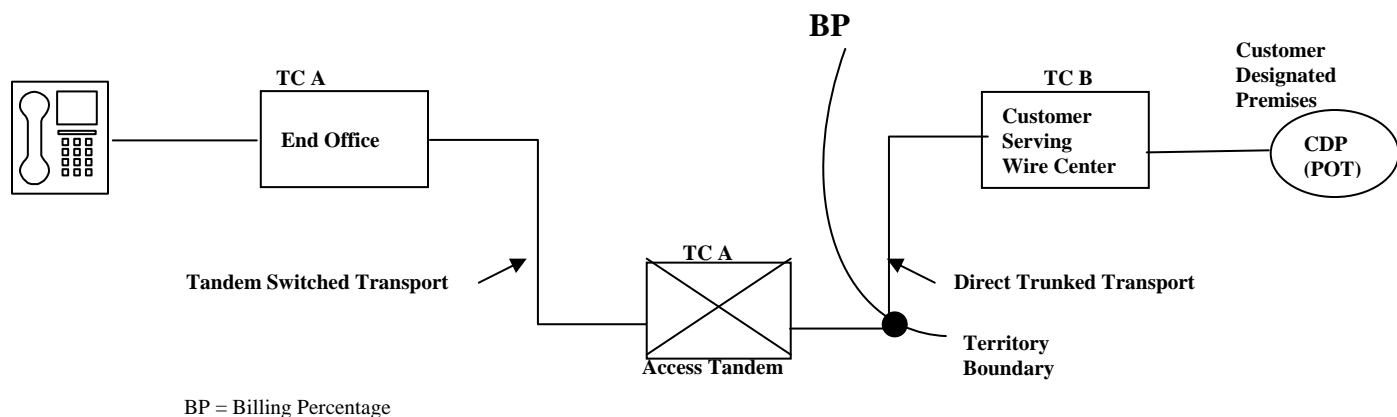 BP
TC A
End Office
TC B
Customer
Serving
Wire Center
Customer
Designated
Premises
CDP
(POT)
Tandem Switched Transport
TC A
Access Tandem
Direct Trunked Transport
Territory
Boundary
BP = Billing Percentage